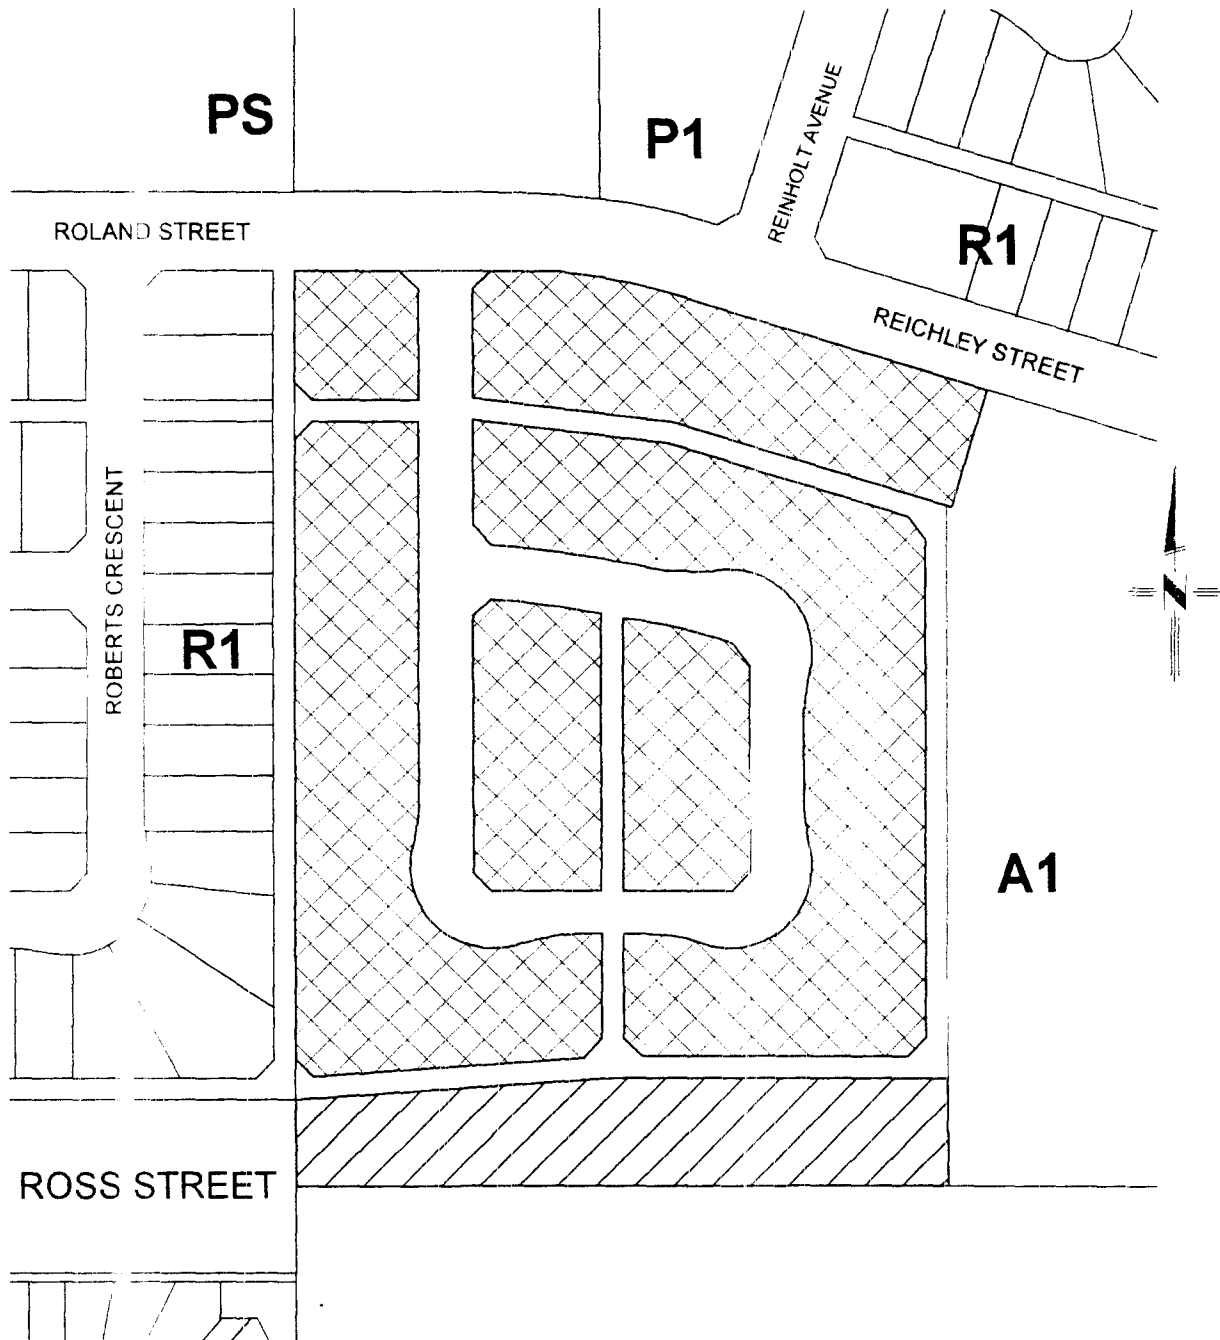 PS
P1
REINHOLT AVENUE
ROLAND STREET
R1
REICHLEY STREET
ROBERTS CRESCENT
R1
A1
ROSS STREET